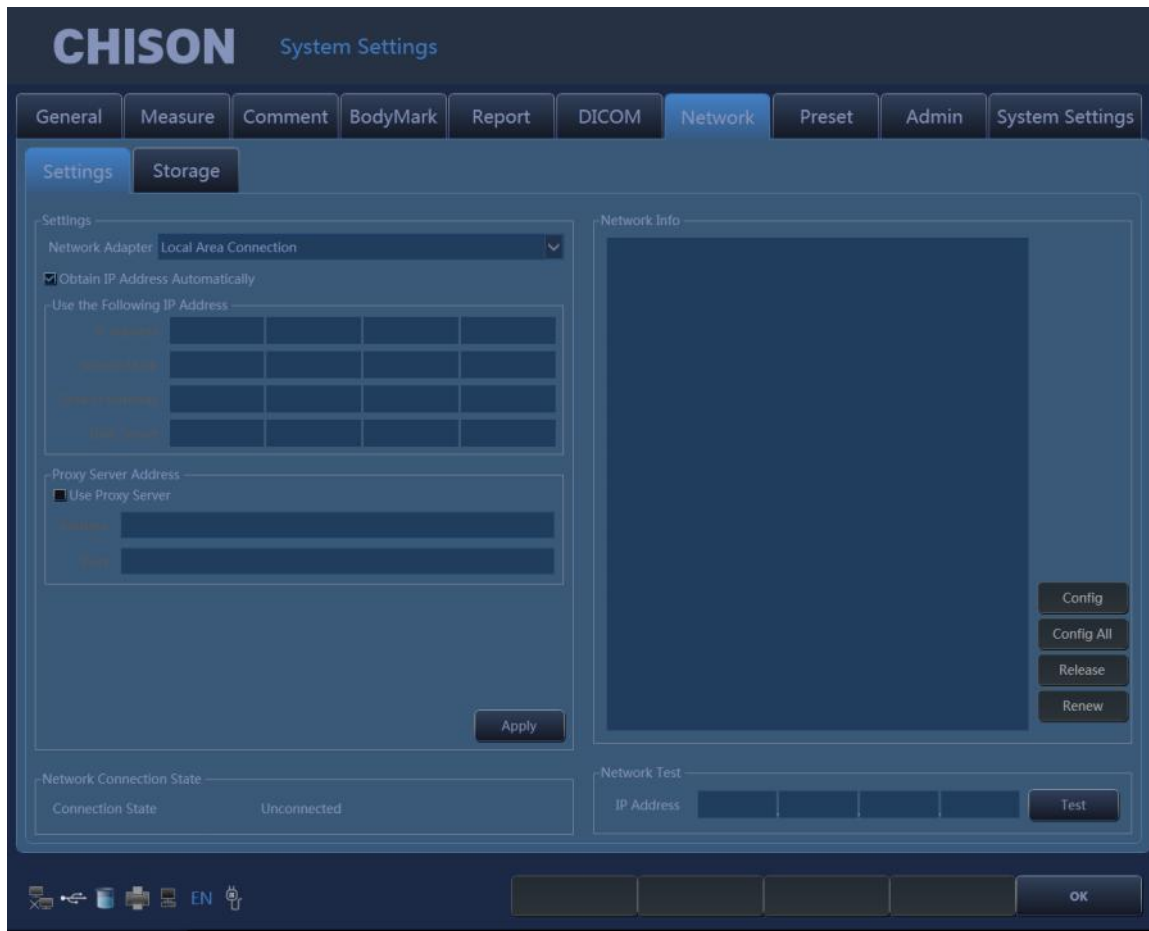 CHISON System Settings
General Measure Comment BodyMark Report DICOM Network Preset Admin System Settings
Settings Storage
Settings
Network Adapter Local Area Connection
Obtain IP Address Automatically
Use the Following IP Address
Proxy Server Address
Use Proxy Server
Apply
Network Connection State
Connection State Unconnected
Network Info
Config
Config All
Release
Renew
Network Test
IP Address Test
EN OK